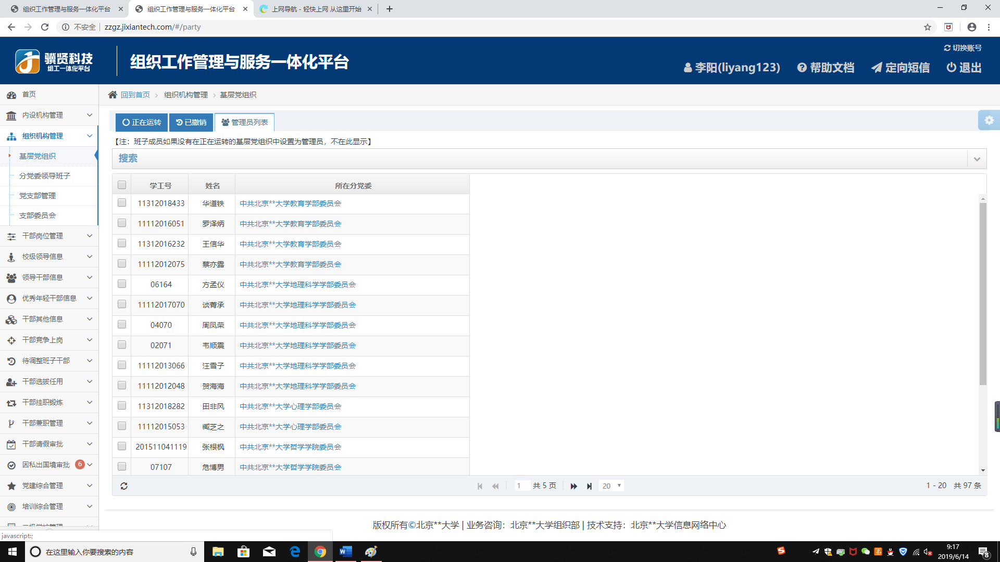 组织工作管理与服务一体化平台
组织工作管理与服务一体化平台
上网导航 - 轻快上网 从这里开始
不安全 zzgz.jixiantech.com/#/party
骥贤科技
组工一体化平台
组织工作管理与服务一体化平台
切换账号
李阳(liyang123)
帮助文档
定向短信
退出
首页
内设机构管理
组织机构管理
基层党组织
分党委领导班子
党支部管理
支部委员会
干部岗位管理
校级领导信息
领导干部信息
优秀年轻干部信息
干部其他信息
干部竞争上岗
待调整班子干部
干部选拔任用
干部挂职锻炼
干部兼职管理
干部请假审批
因私出国境审批 6
党建综合管理
培训综合管理
javascript:;
回到首页 组织机构管理 基层党组织
正在运转 已撤销 管理员列表
【注：班子成员如果没有在正在运转的基层党组织中设置为管理员，不在此显示】
搜索
学工号 姓名 所在分党委
11312018433 华道铁 中共北京**大学教育学部委员会
11112016051 罗泽炳 中共北京**大学教育学部委员会
11312016232 王信华 中共北京**大学教育学部委员会
11112012075 蔡亦露 中共北京**大学教育学部委员会
06164 方孟仪 中共北京**大学地理科学学部委员会
11112017070 谈菁承 中共北京**大学地理科学学部委员会
04070 周凤荣 中共北京**大学地理科学学部委员会
02071 韦顺震 中共北京**大学地理科学学部委员会
11112013066 汪雪子 中共北京**大学地理科学学部委员会
11112012048 贺海海 中共北京**大学地理科学学部委员会
11312018282 田非风 中共北京**大学心理学部委员会
11112015053 臧芝之 中共北京**大学心理学部委员会
201511041119 张根枫 中共北京**大学哲学学院委员会
07107 危博男 中共北京**大学哲学学院委员会
1 共 5 页 20
1 - 20 共 97 条
版权所有©北京**大学 | 业务咨询：北京**大学组织部 | 技术支持：北京**大学信息网络中心
在这里输入你要搜索的内容
9:17
2019/6/14
8